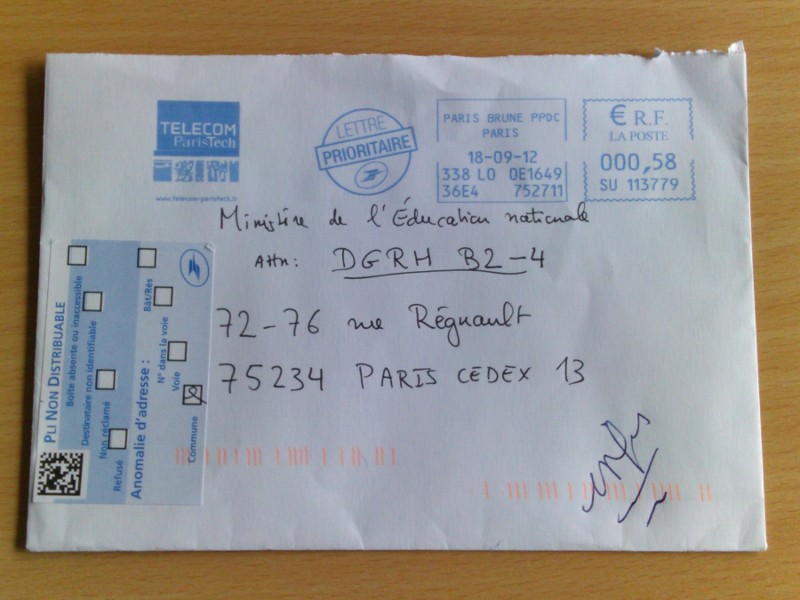 TELECOM
ParisTech
www.telecom-paristech.fr
LETTRE
PRIORITAIRE
PARIS BRUNE PPDC
PARIS
18-09-12
338 L0 0E1649
36E4 752711
€ R.F.
LA POSTE
000,58
SU 113779
Ministère de l'Éducation nationale
Attn: DGRH B2-4
72-76 rue Régnault
75234 PARIS CEDEX 13
PLI NON DISTRIBUABLE
Boîte absente ou inaccessible
Destinataire non identifiable
Non réclamé
Refusé
Anomalie d'adresse :
Bât/Rés
N° dans la voie
Voie
Commune